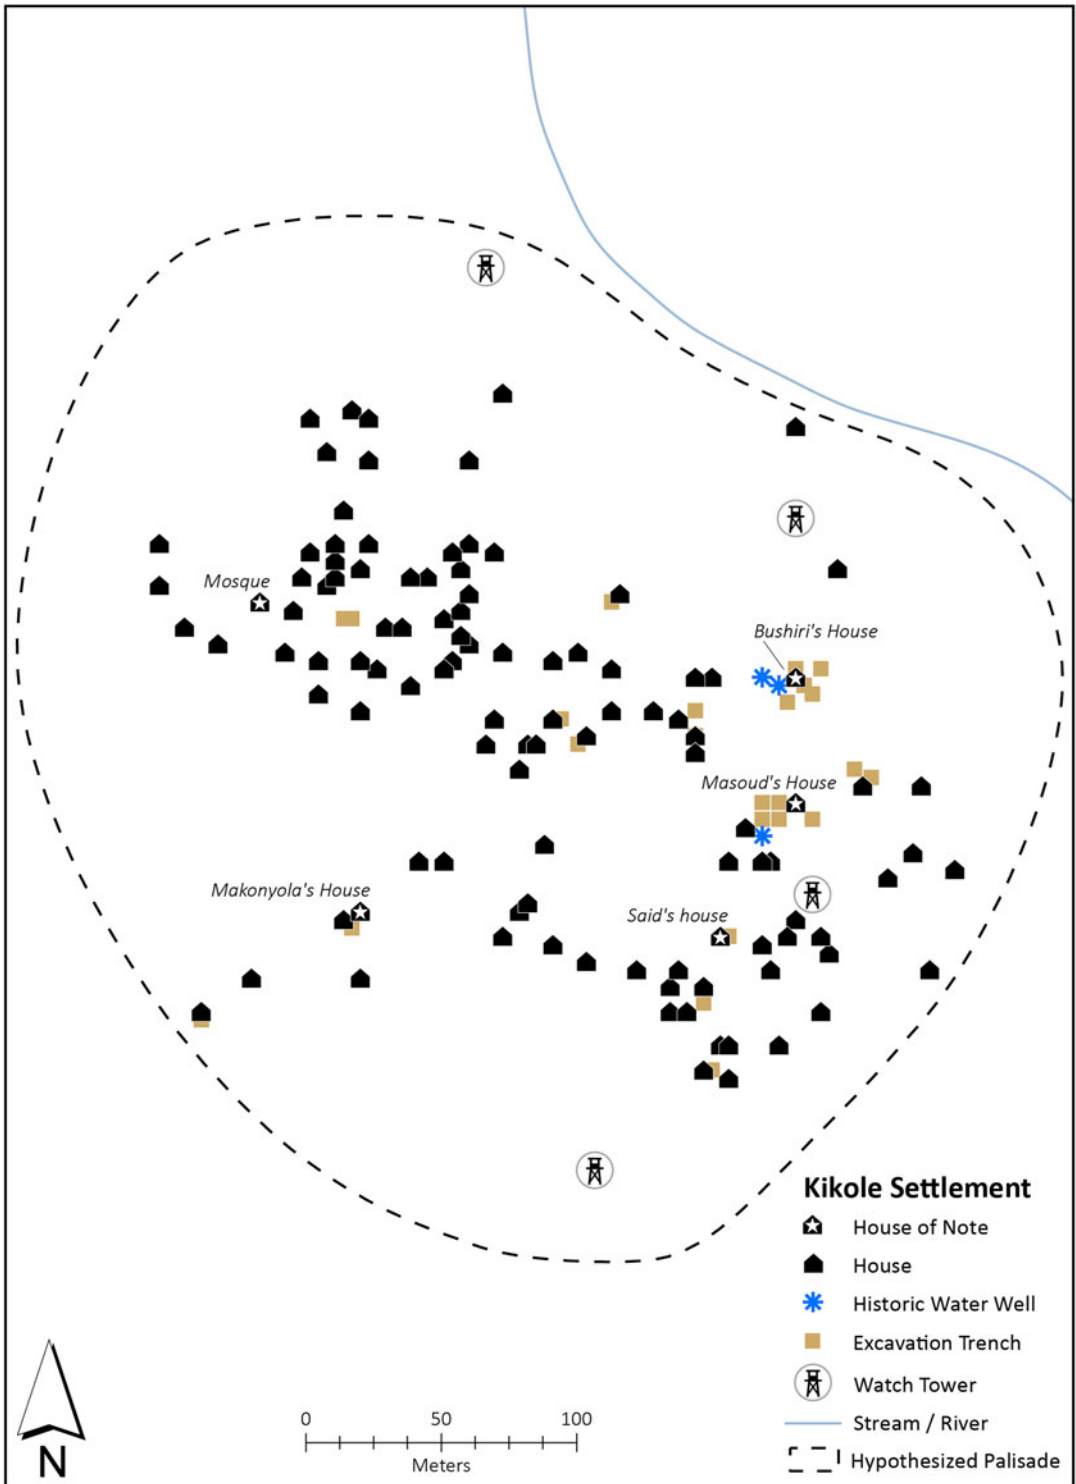 Mosque
Bushiri's House
Masoud's House
Makonyola's House
Said's house
Kikole Settlement
House of Note
House
Historic Water Well
Excavation Trench
Watch Tower
Stream / River
Hypothesized Palisade
0 50 100
Meters
N